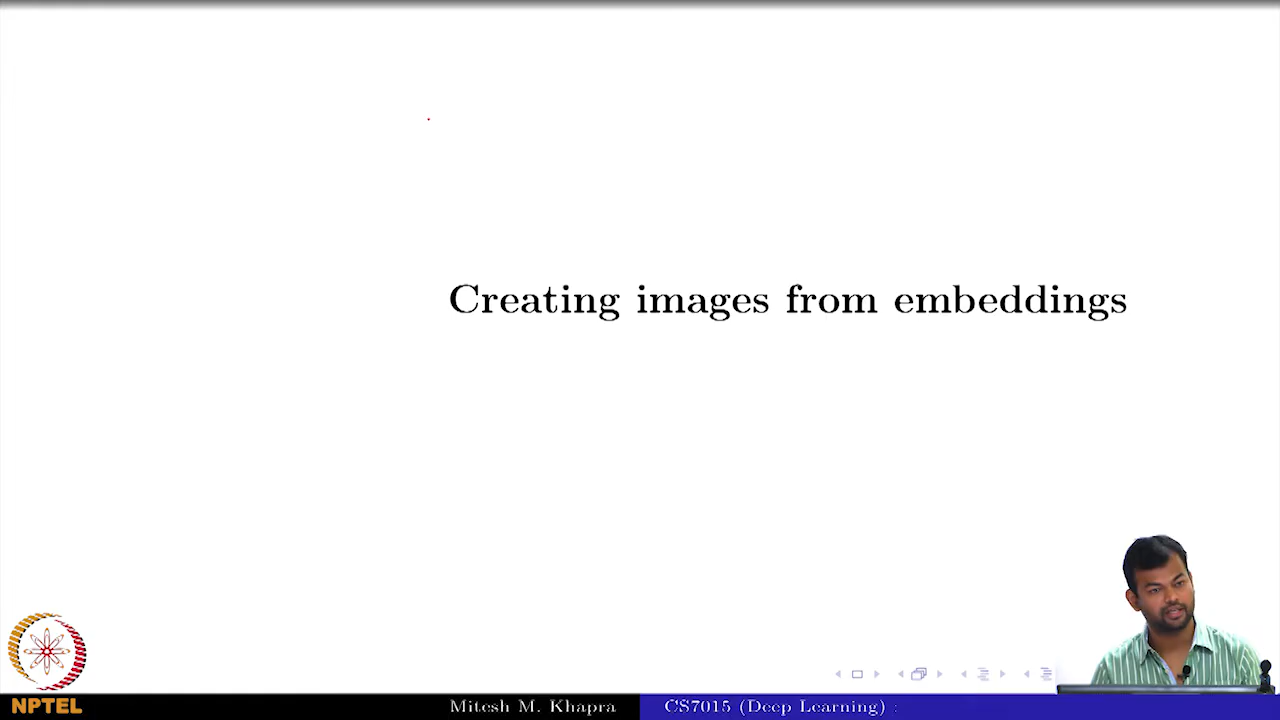 Creating images from embeddings
NPTEL
Mitesh M. Khapra
CS7015 (Deep Learning) :